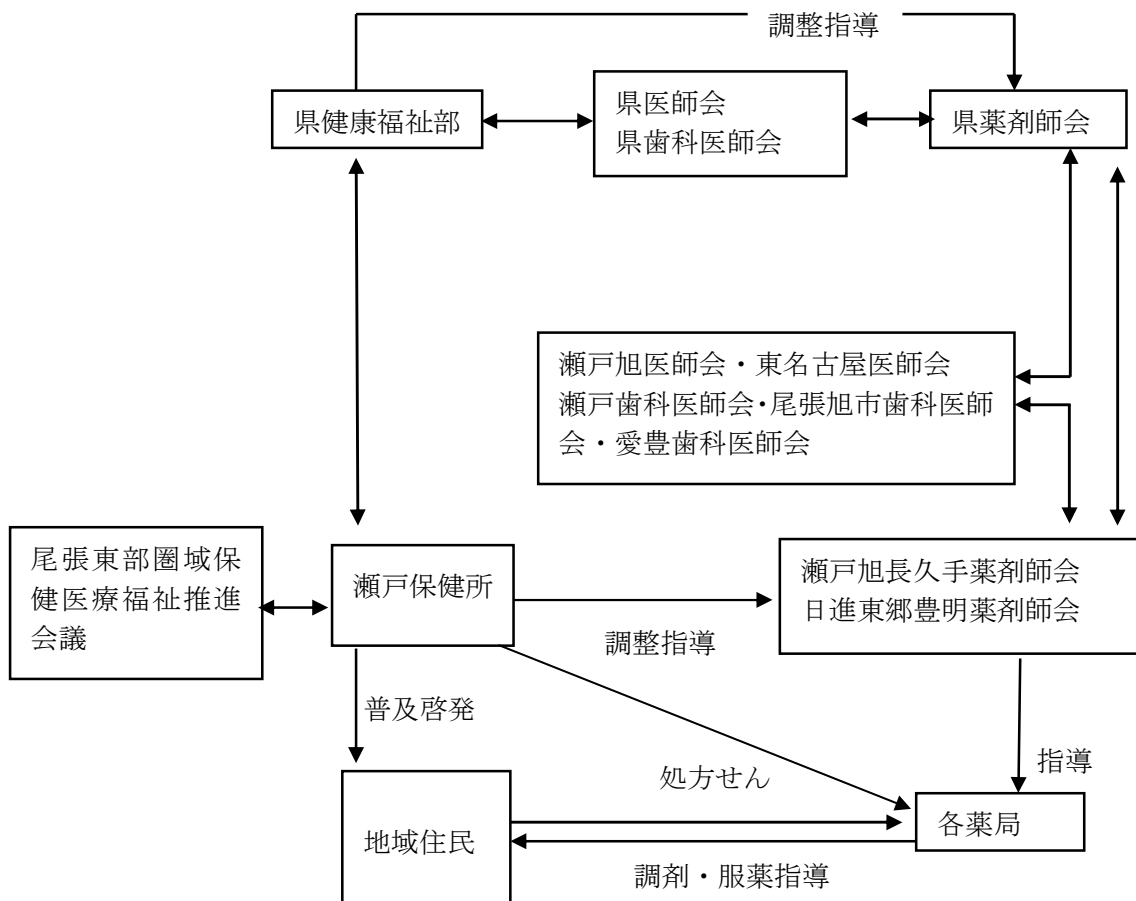 調整指導
県健康福祉部
県医師会
県歯科医師会
県薬剤師会
瀬戸旭医師会・東名古屋医師会
瀬戸歯科医師会・尾張旭市歯科医師
会・愛豊歯科医師会
尾張東部圏域保
健医療福祉推進
会議
瀬戸保健所
調整指導
瀬戸旭長久手薬剤師会
日進東郷豊明薬剤師会
普及啓発
処方せん
指導
地域住民
各薬局
調剤・服薬指導